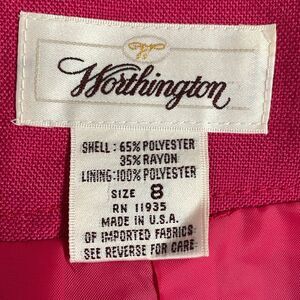 Worthington
SHELL: 65% POLYESTER
35% RAYON
LINING: 100% POLYESTER
SIZE 8
RN 11935
MADE IN U.S.A.
OF IMPORTED FABRICS
SEE REVERSE FOR CARE